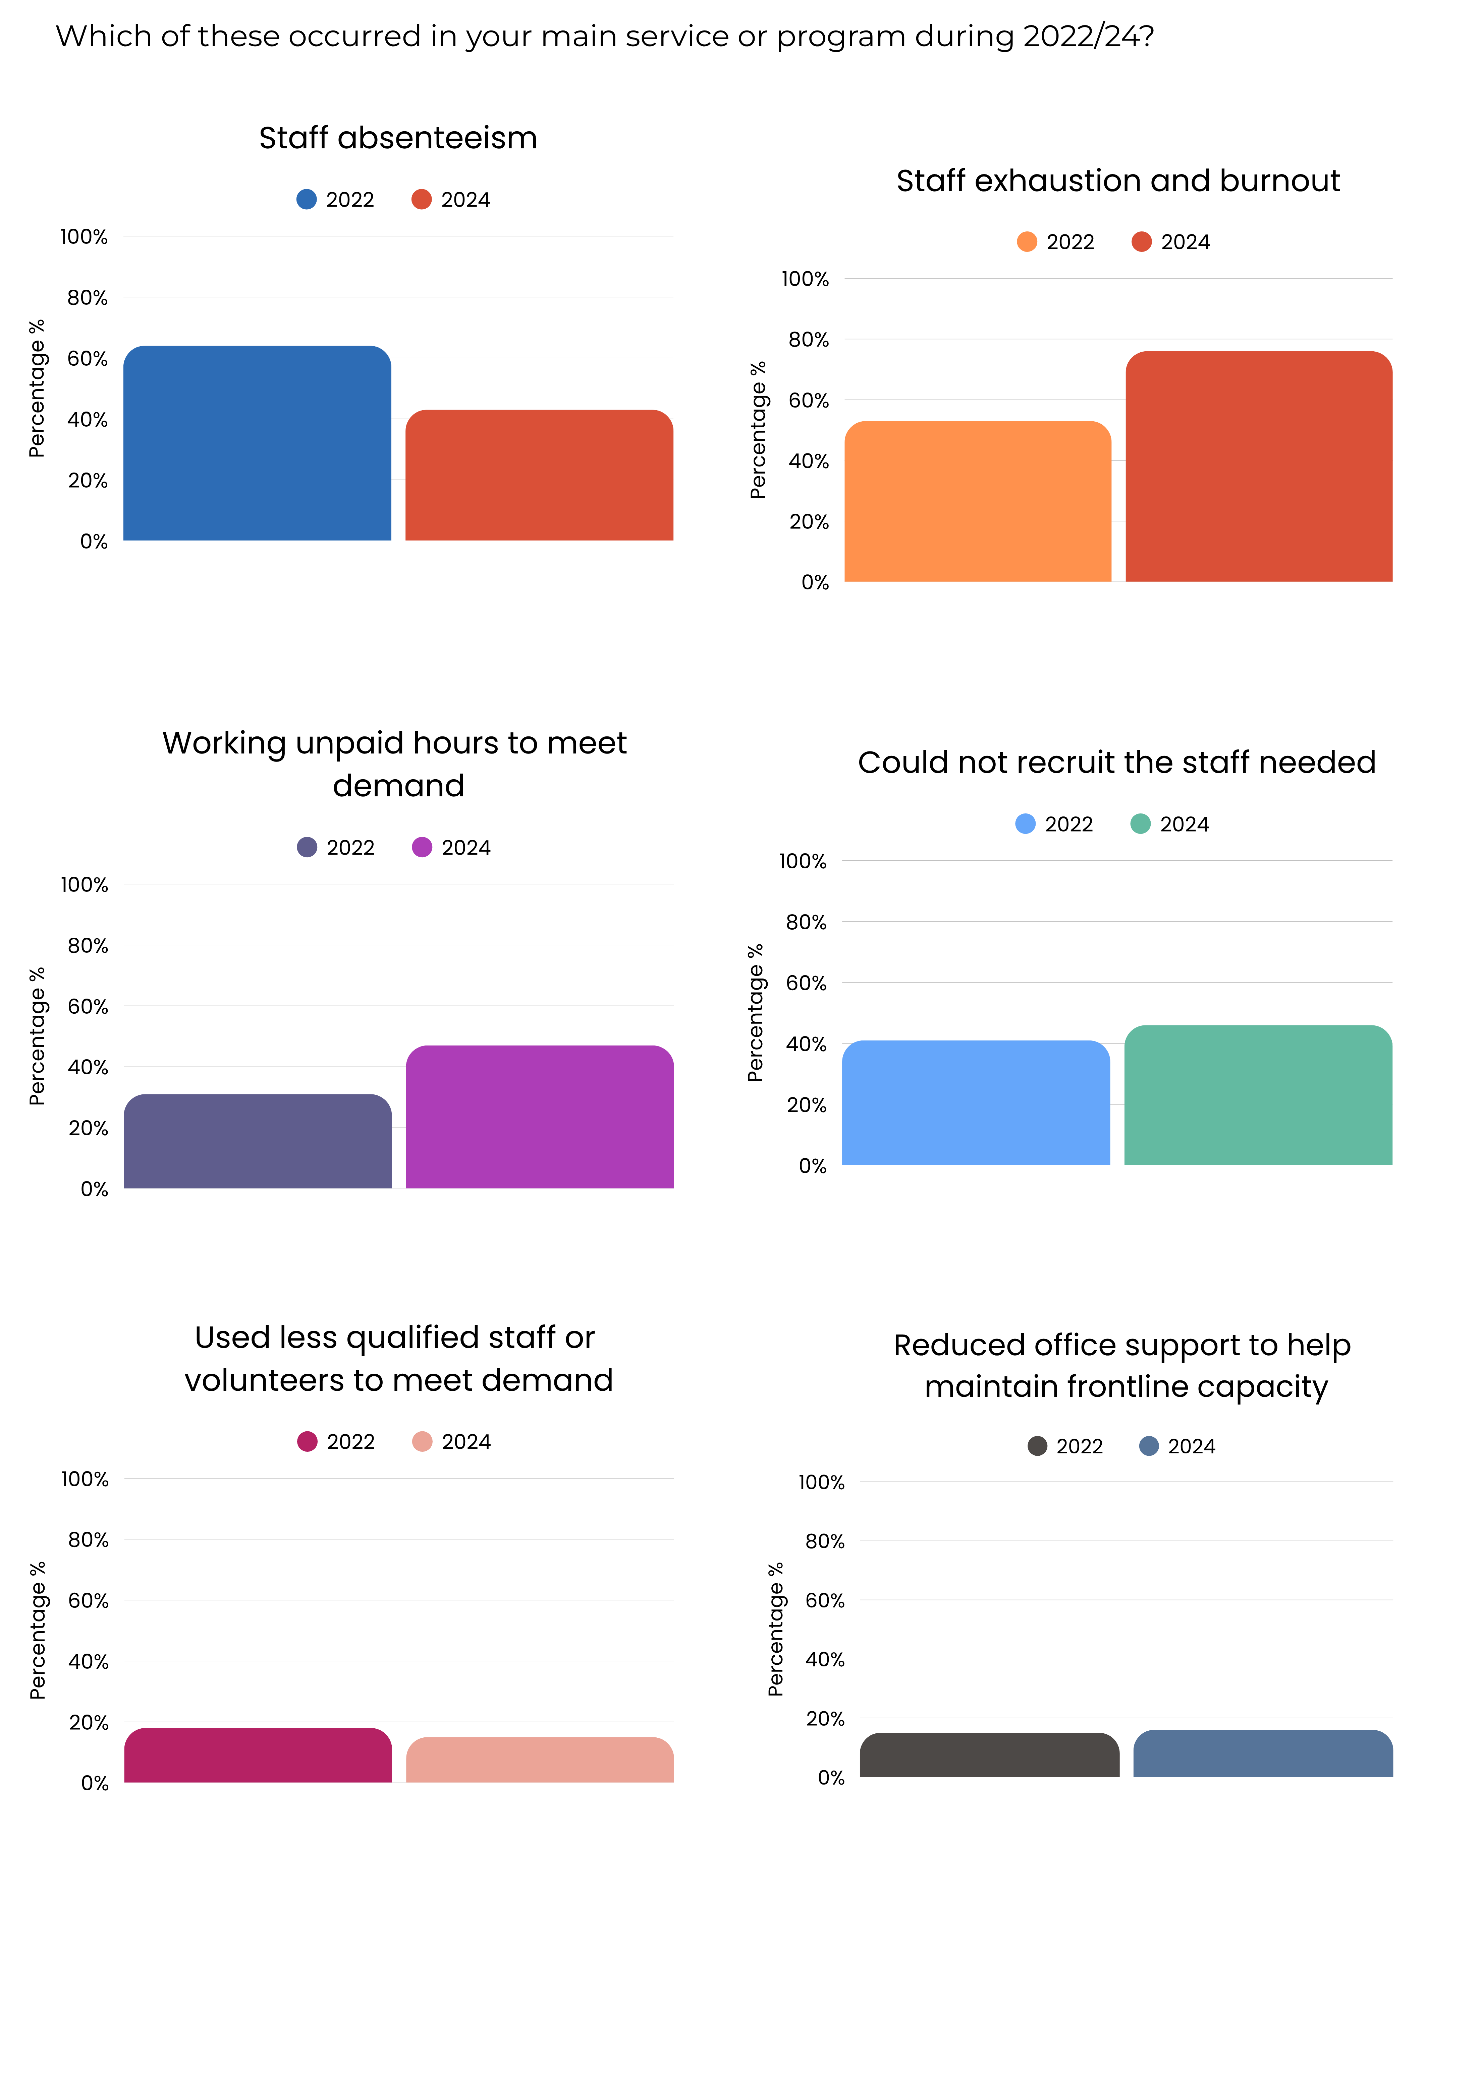 Which of these occurred in your main service or program during 2022/24?
Staff absenteeism
2022 2024
100%
80%
60%
40%
20%
0%
Percentage %
Staff exhaustion and burnout
2022 2024
100%
80%
60%
40%
20%
0%
Percentage %
Working unpaid hours to meet
demand
2022 2024
100%
80%
60%
40%
20%
0%
Percentage %
Could not recruit the staff needed
2022 2024
100%
80%
60%
40%
20%
0%
Percentage %
Used less qualified staff or
volunteers to meet demand
2022 2024
100%
80%
60%
40%
20%
0%
Percentage %
Reduced office support to help
maintain frontline capacity
2022 2024
100%
80%
60%
40%
20%
0%
Percentage %